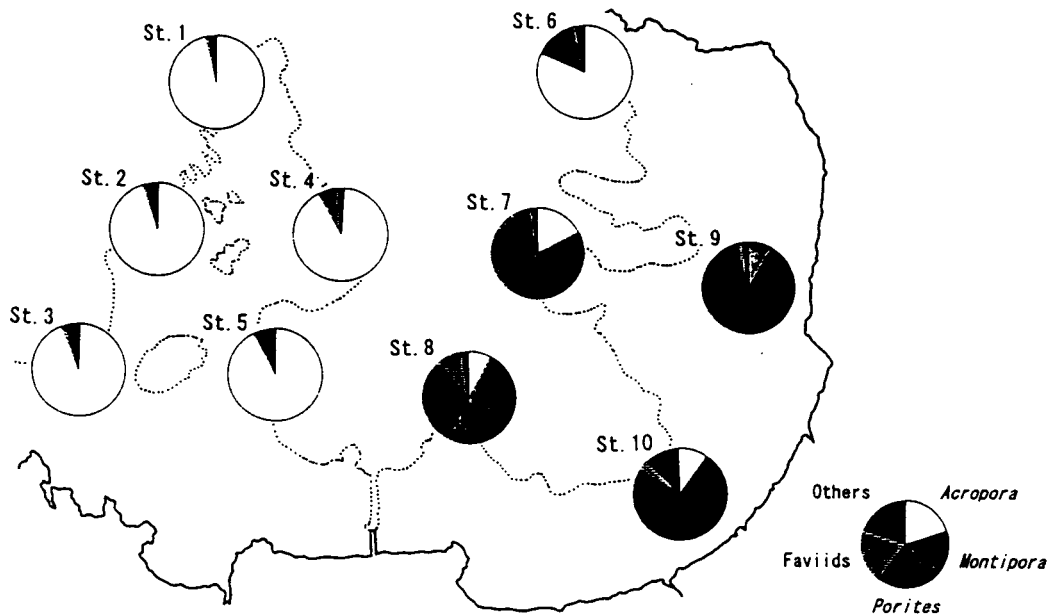 St. 1
St. 6
St. 2
St. 4
St. 7
St. 9
St. 3
St. 5
St. 8
St. 10
Others
Acropora
Faviids
Montipora
Porites